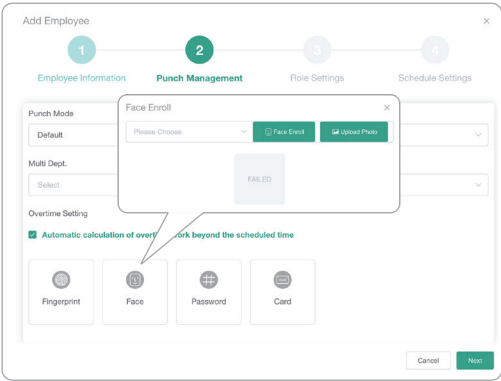 Add Employee
1
2
3
4
Employee Information
Punch Management
Role Settings
Schedule Settings
Punch Mode
Default
Face Enroll
Please Choose
Face Enroll
Upload Photo
FAILED
Multi Dept.
Select
Overtime Setting
Automatic calculation of overti rk beyond the scheduled time
Fingerprint
Face
Password
Card
Cancel
Next